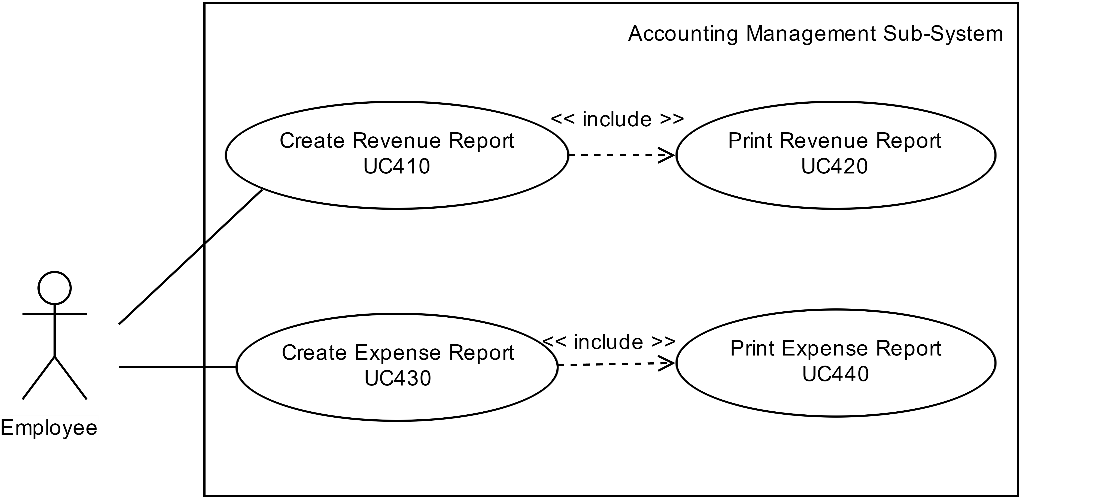 Accounting Management Sub-System
<< include >>
Create Revenue Report
UC410
Print Revenue Report
UC420
<< include >>
Create Expense Report
UC430
Print Expense Report
UC440
Employee